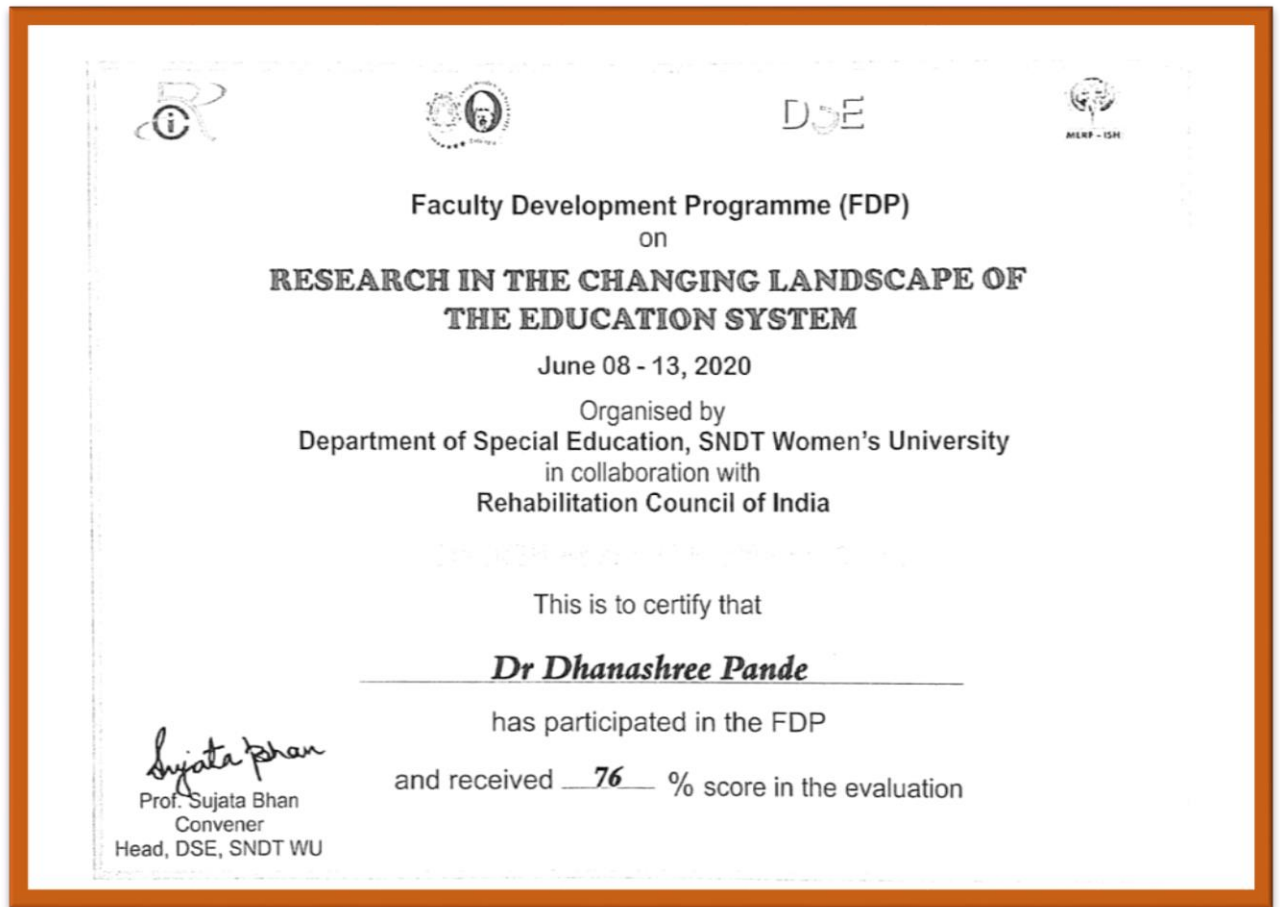 DSE
MERF - ISH
Faculty Development Programme (FDP)
on
RESEARCH IN THE CHANGING LANDSCAPE OF
THE EDUCATION SYSTEM
June 08 - 13, 2020
Organised by
Department of Special Education, SNDT Women's University
in collaboration with
Rehabilitation Council of India
This is to certify that
Dr Dhanashree Pande
has participated in the FDP
and received 76 % score in the evaluation
Sujata Bhan
Prof. Sujata Bhan
Convener
Head, DSE, SNDT WU